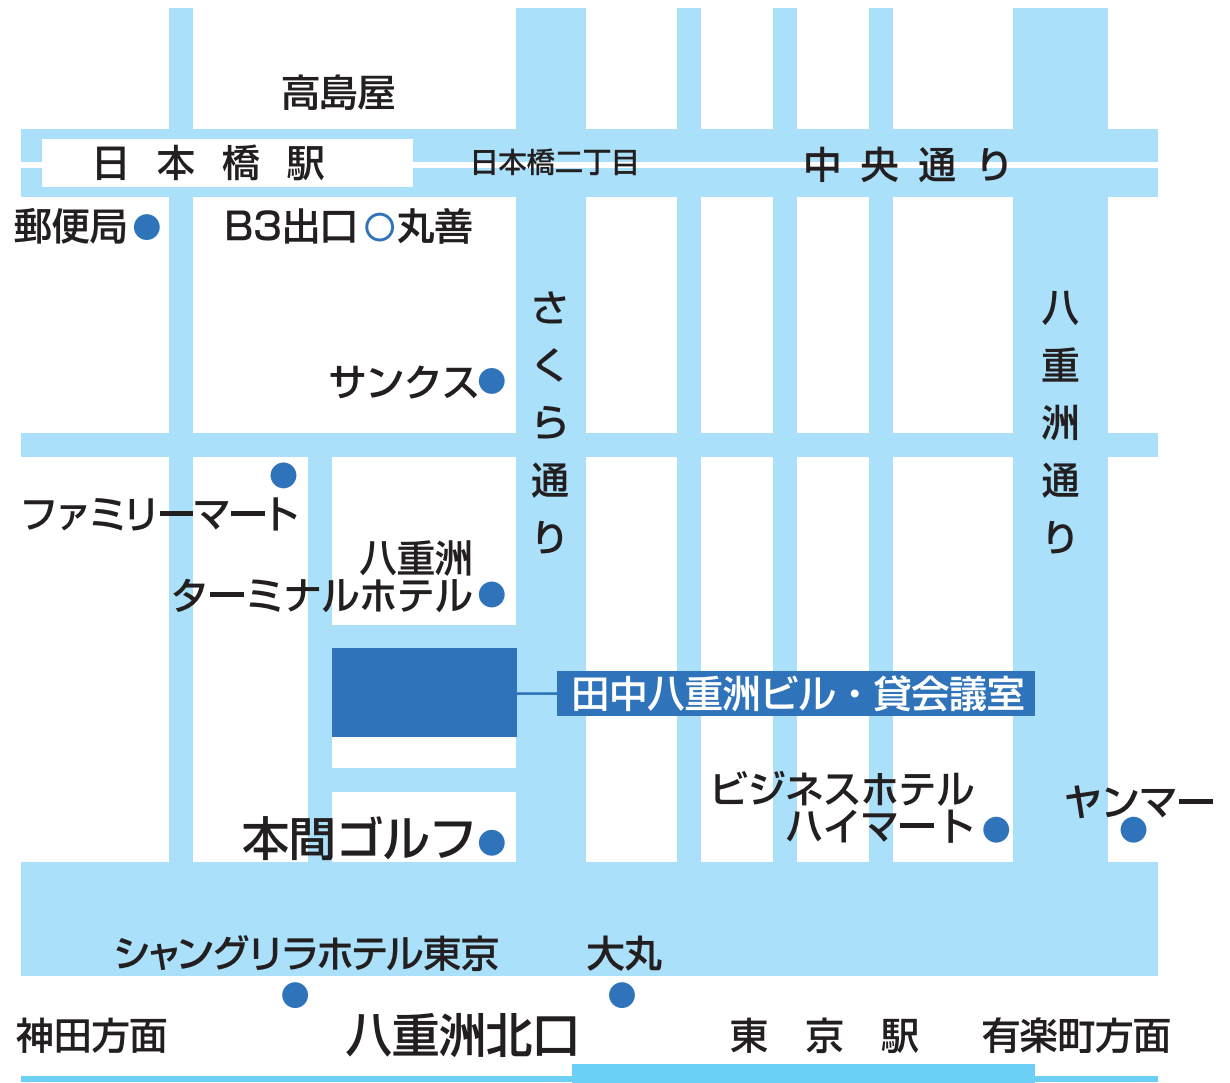 高島屋
日本橋駅
日本橋二丁目
中央通り
郵便局
B3出口
丸善
さくら通り
八重洲通り
サンクス
ファミリーマート
八重洲
ターミナルホテル
田中八重洲ビル・貸会議室
ビジネスホテル
ハイマート
ヤンマー
本間ゴルフ
シャングリラホテル東京
大丸
神田方面
八重洲北口
東京駅
有楽町方面